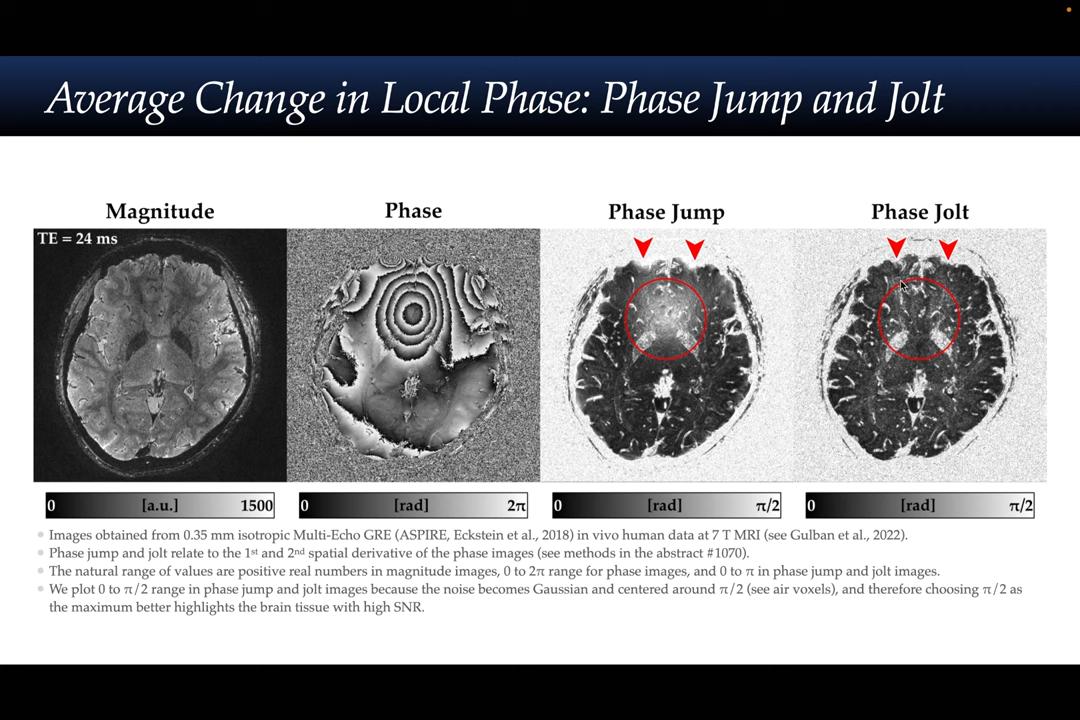 Average Change in Local Phase: Phase Jump and Jolt
Magnitude
Phase
Phase Jump
Phase Jolt
TE = 24 ms
0 [a.u.] 1500
0 [rad] 2π
0 [rad] π/2
0 [rad] π/2
Images obtained from 0.35 mm isotropic Multi-Echo GRE (ASPIRE, Eckstein et al., 2018) in vivo human data at 7 T MRI (see Gulban et al., 2022).
Phase jump and jolt relate to the 1st and 2nd spatial derivative of the phase images (see methods in the abstract #1070).
The natural range of values are positive real numbers in magnitude images, 0 to 2π range for phase images, and 0 to π in phase jump and jolt images.
We plot 0 to π/2 range in phase jump and jolt images because the noise becomes Gaussian and centered around π/2 (see air voxels), and therefore choosing π/2 as
the maximum better highlights the brain tissue with high SNR.